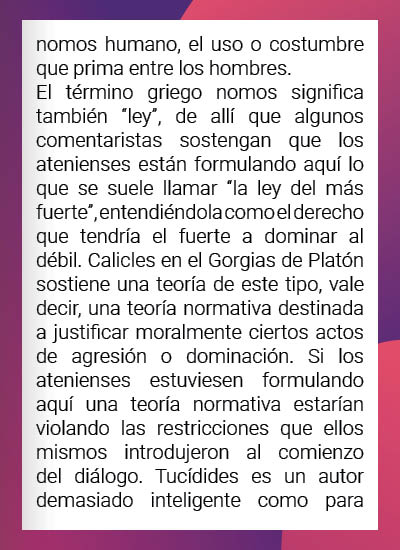 nomos humano, el uso o costumbre
que prima entre los hombres.
El término griego nomos significa
también “ley”, de allí que algunos
comentaristas sostengan que los
atenienses están formulando aquí lo
que se suele llamar “la ley del más
fuerte”, entendiéndola como el derecho
que tendría el fuerte a dominar al
débil. Calicles en el Gorgias de Platón
sostiene una teoría de este tipo, vale
decir, una teoría normativa destinada
a justificar moralmente ciertos actos
de agresión o dominación. Si los
atenienses estuviesen formulando
aquí una teoría normativa estarían
violando las restricciones que ellos
mismos introdujeron al comienzo
del diálogo. Tucídides es un autor
demasiado inteligente como para